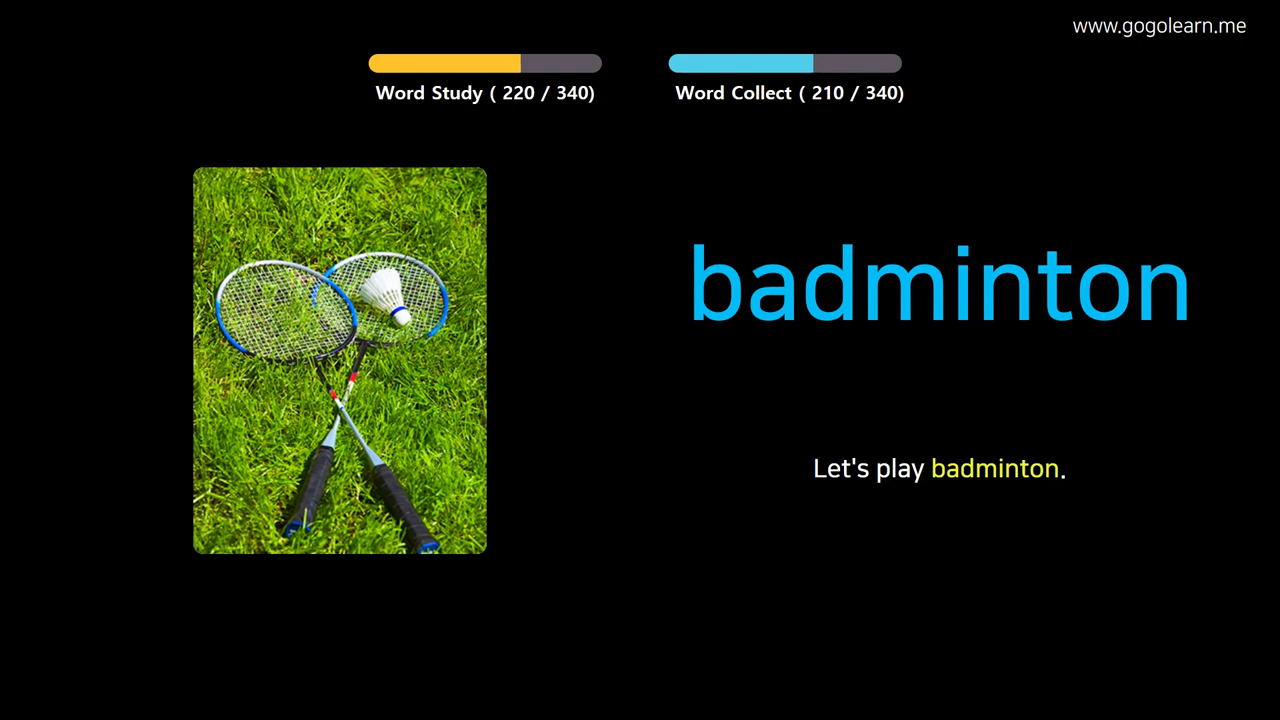 www.gogolearn.me
Word Study ( 220 / 340)
Word Collect ( 210 / 340)
badminton
Let's play badminton.